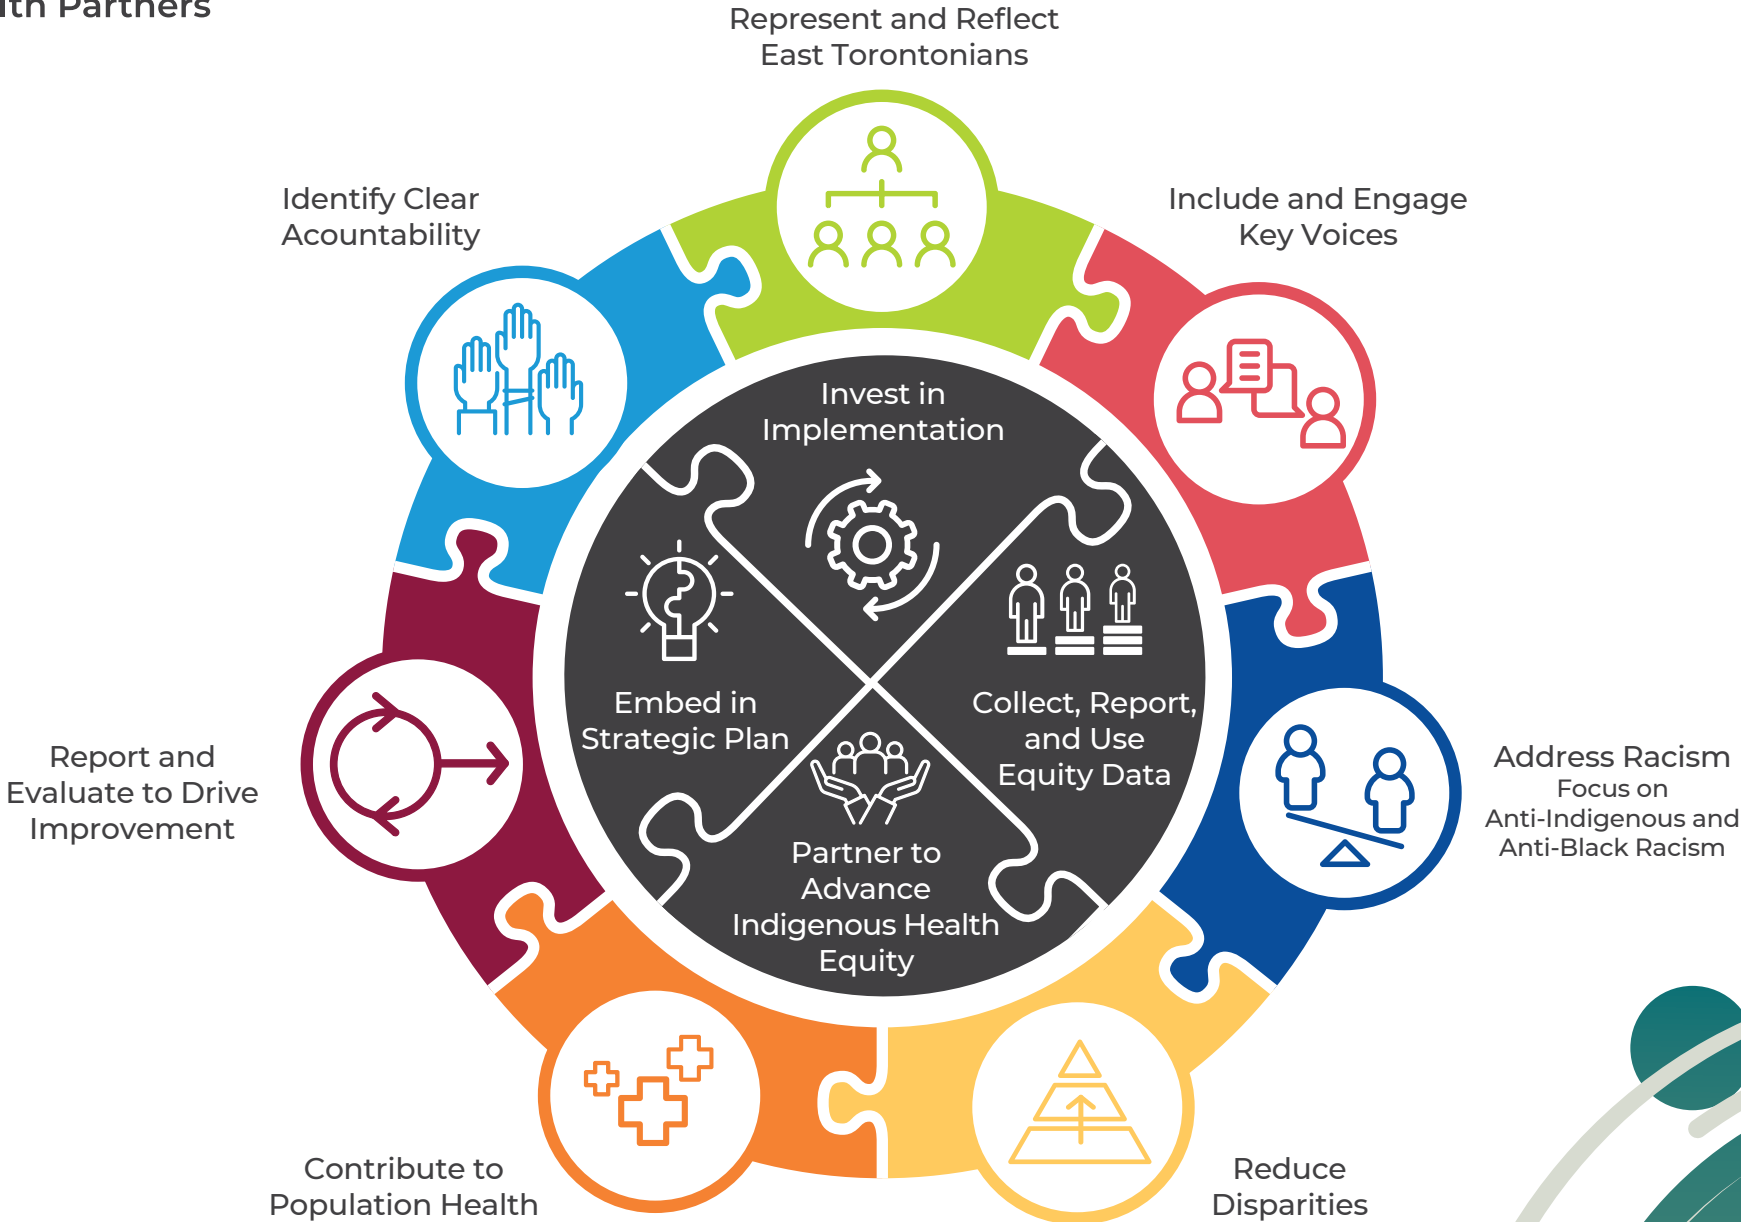 Partners
Represent and Reflect
East Torontonians
Identify Clear
Acountability
Include and Engage
Key Voices
Invest in
Implementation
Embed in
Strategic Plan
Collect, Report,
and Use
Equity Data
Partner to
Advance
Indigenous Health
Equity
Report and
Evaluate to Drive
Improvement
Address Racism
Focus on
Anti-Indigenous and
Anti-Black Racism
Contribute to
Population Health
Reduce
Disparities